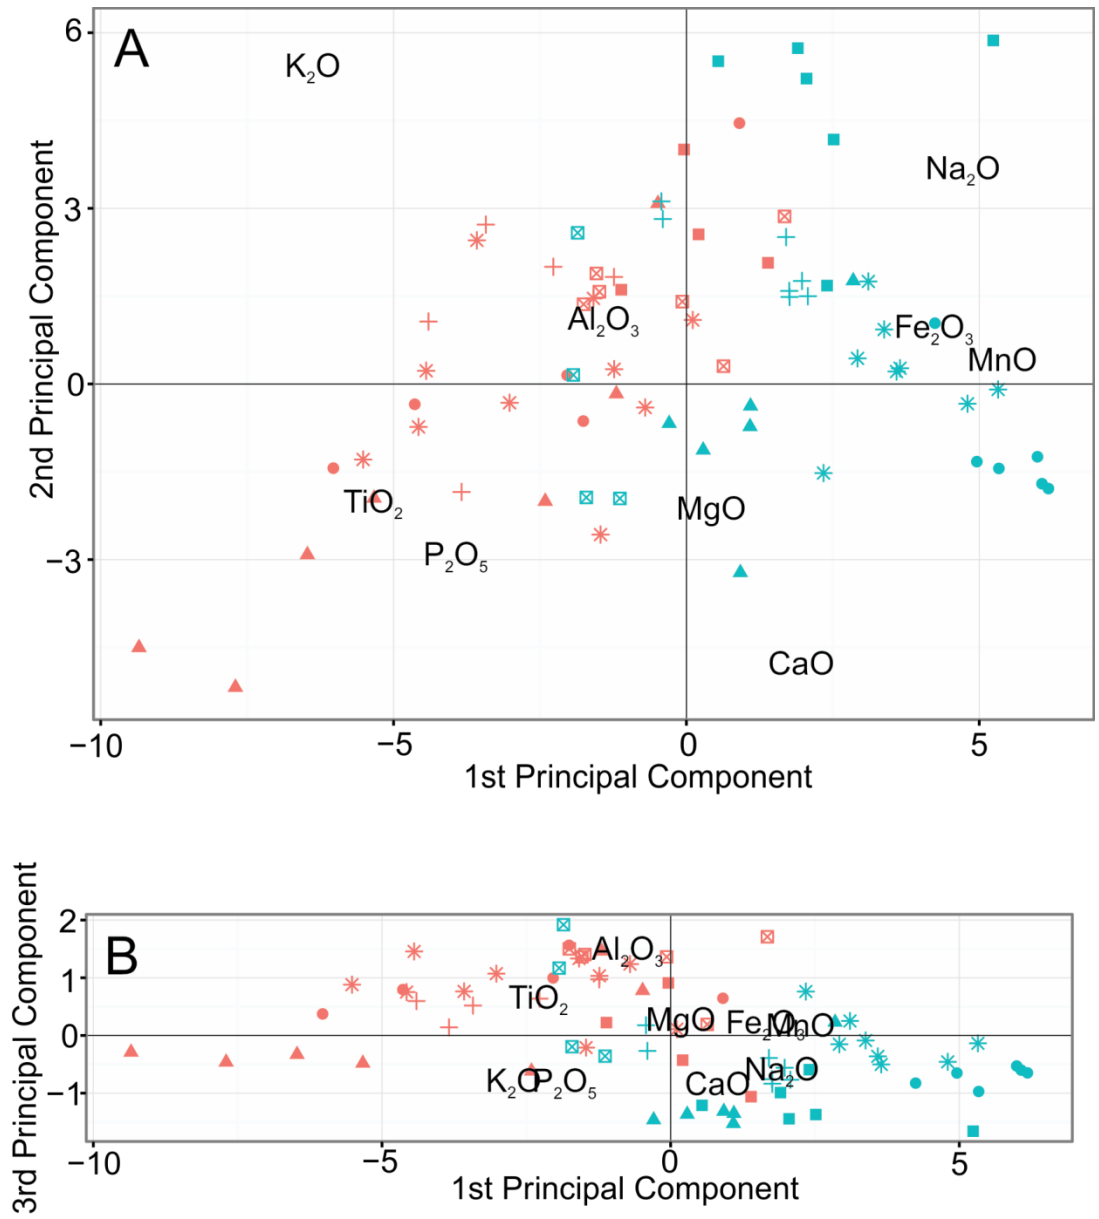 A
6
3
0
−3
2nd Principal Component
K₂O
Na₂O
Al₂O₃
Fe₂O₃
MnO
TiO₂
MgO
P₂O₅
CaO
−10
−5
0
5
1st Principal Component
B
2
1
0
−1
3rd Principal Component
Al₂O₃
TiO₂
MgO
Fe₂O₃
MnO
K₂O
P₂O₅
CaO
Na₂O
−10
−5
0
5
1st Principal Component